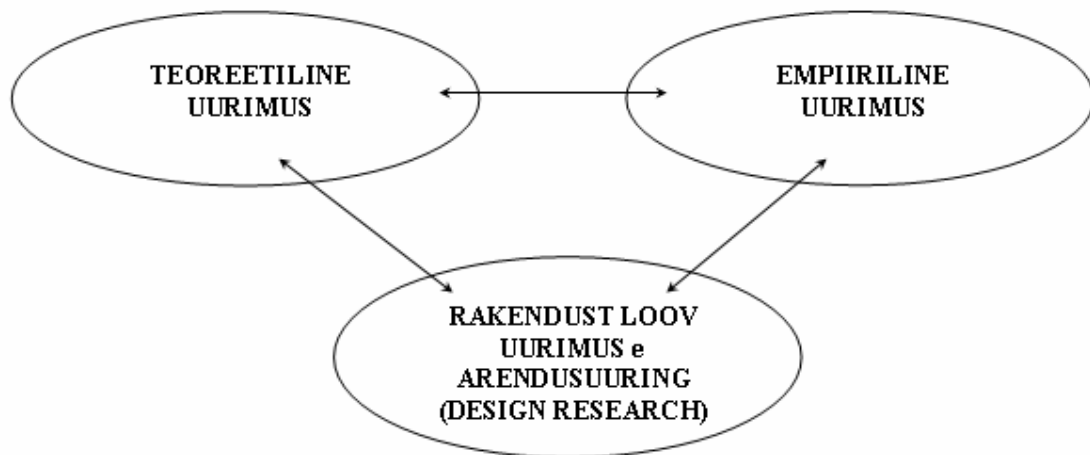 TEOREETILINE
UURIMUS
EMPIIRILINE
UURIMUS
RAKENDUST LOOV
UURIMUS e
ARENDUSUURING
(DESIGN RESEARCH)